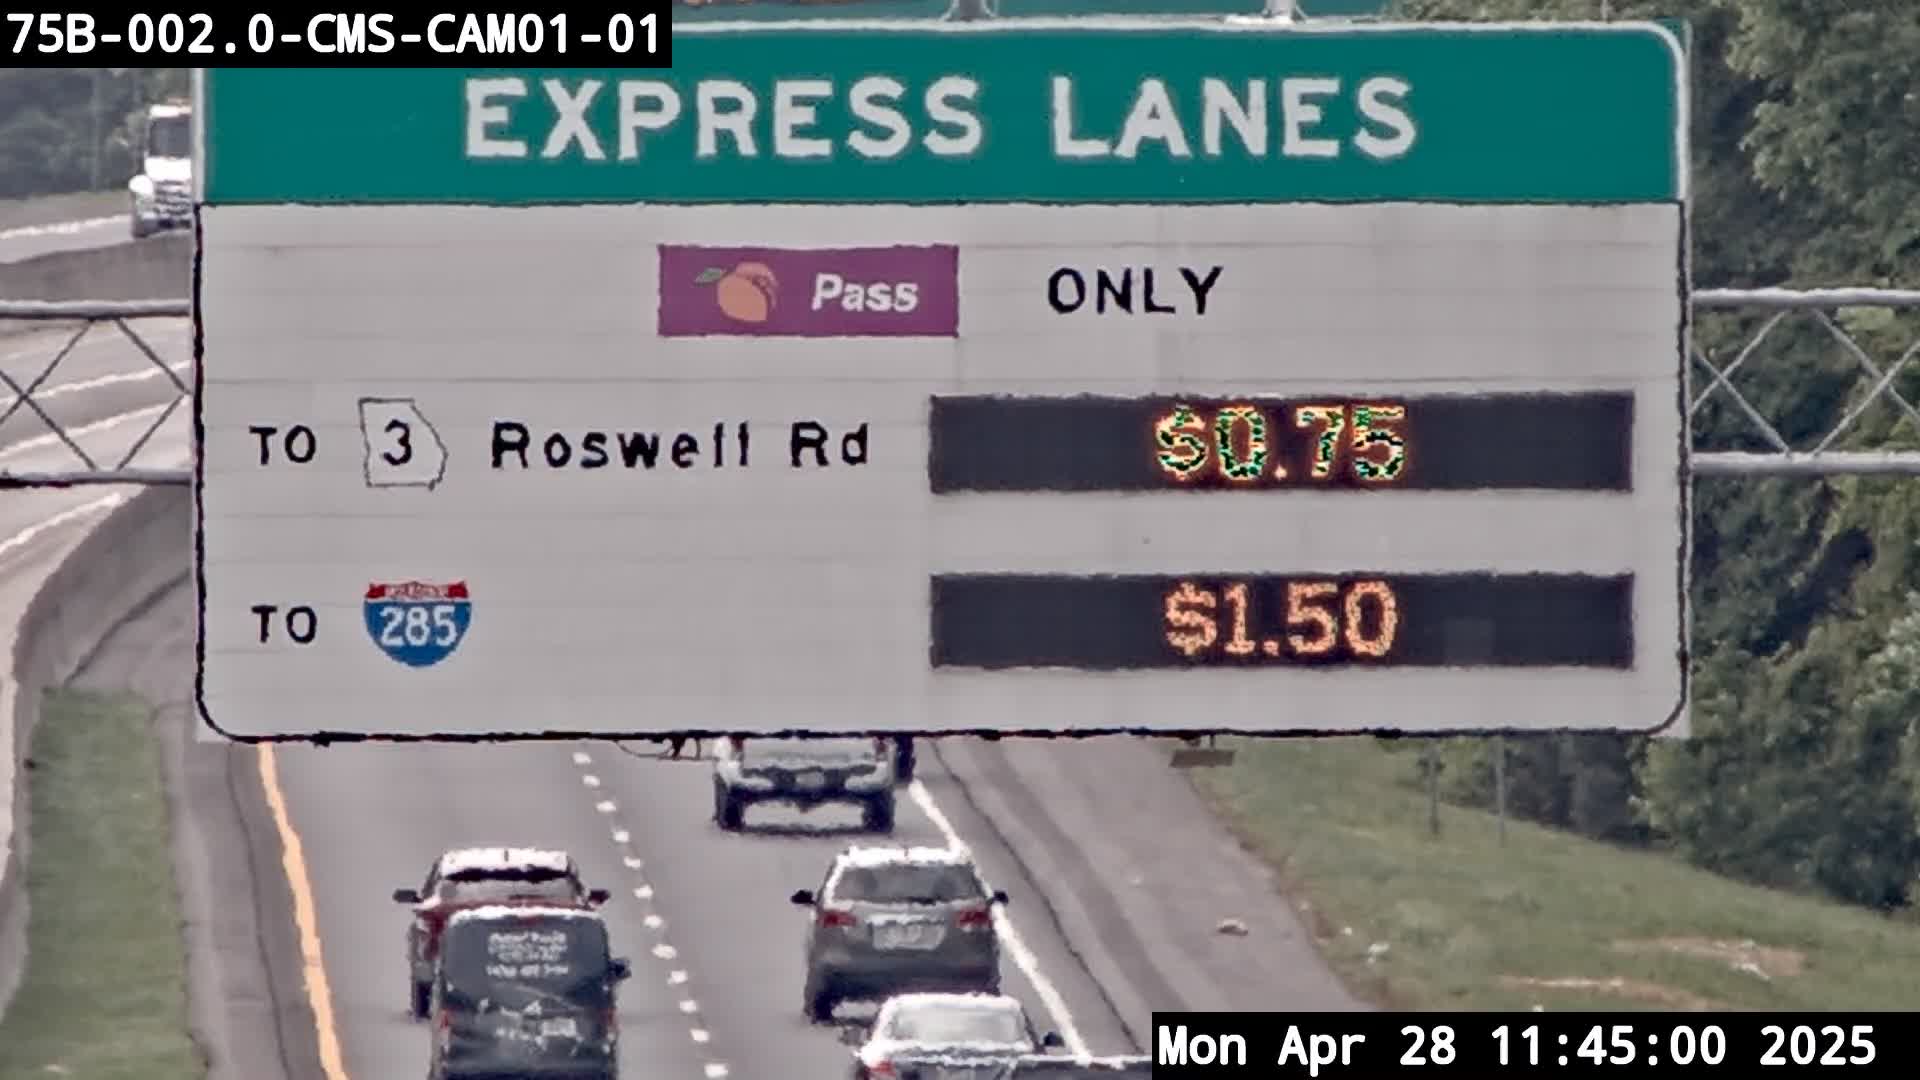 75B-002.0-CMS-CAM01-01
EXPRESS LANES
Pass ONLY
TO 3 Roswell Rd $0.75
TO 285 $1.50
Mon Apr 28 11:45:00 2025